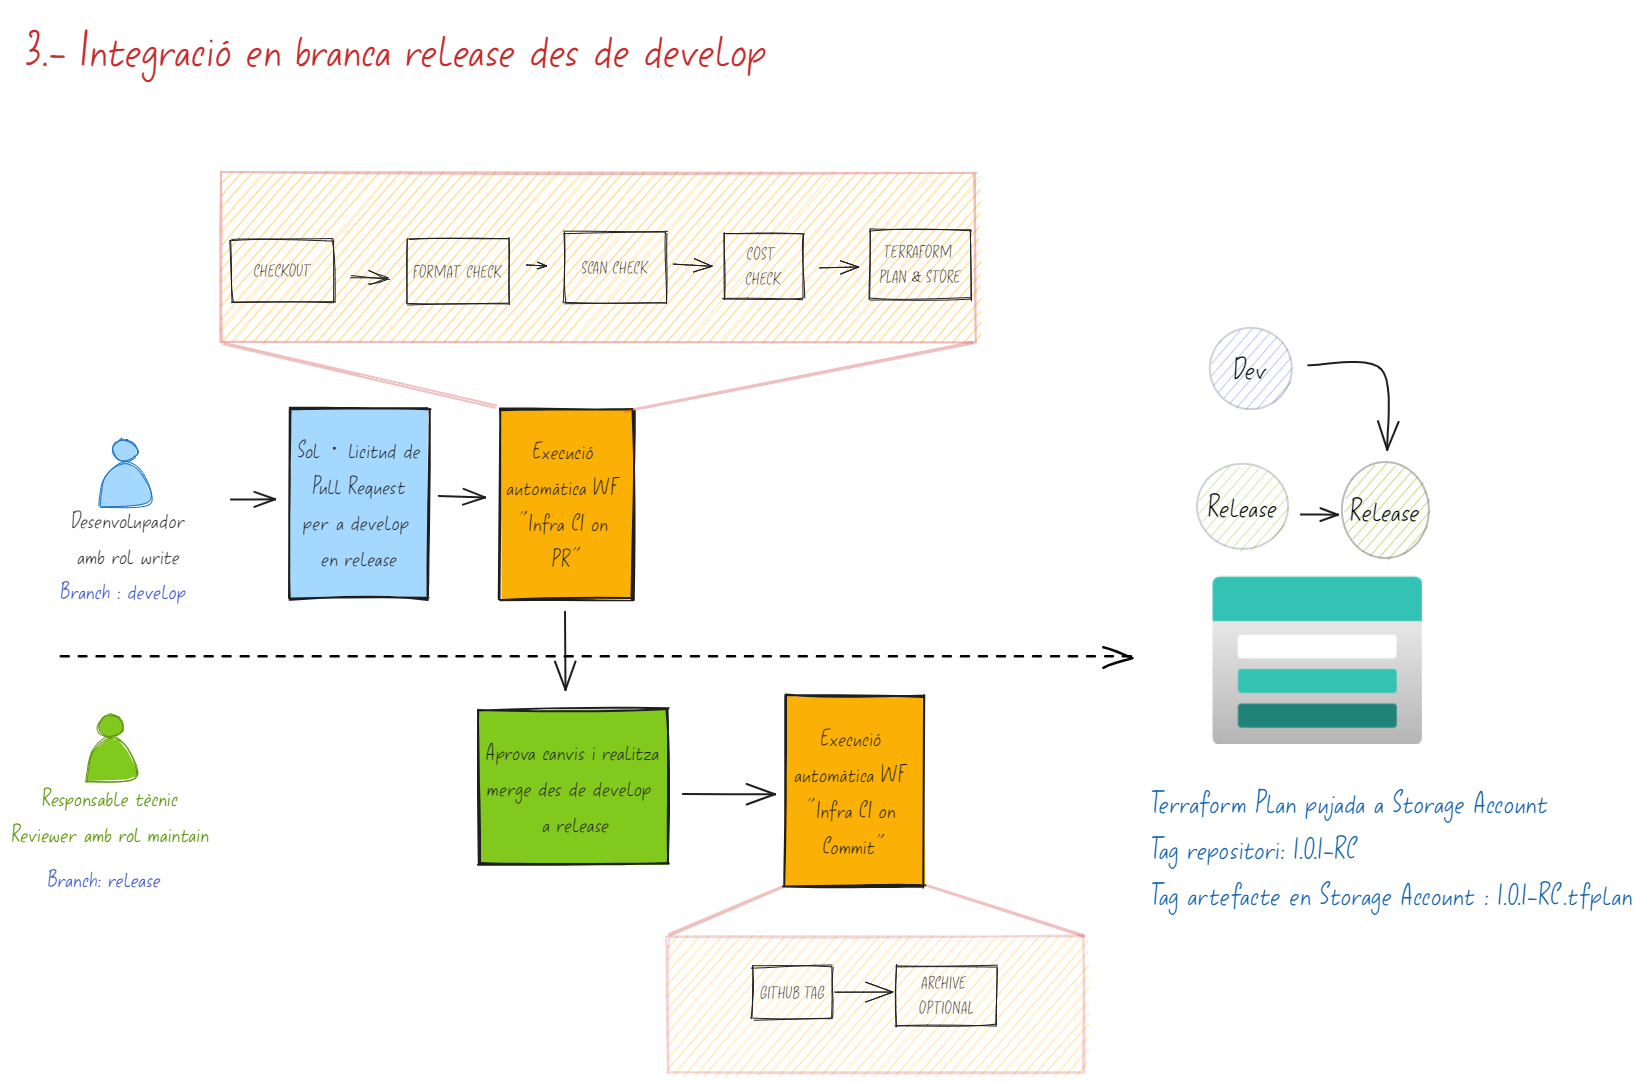 3.- Integració en branca release des de develop
CHECKOUT
FORMAT CHECK
SCAN CHECK
COST
CHECK
TERRAFORM
PLAN & STORE
Desenvolupador
amb rol write
Branch : develop
Sol · licitud de
Pull Request
per a develop
en release
Execució
automàtica WF
"Infra CI on
PR"
Dev
Release
Release
Responsable tècnic
Reviewer amb rol maintain
Branch: release
Aprova canvis i realitza
merge des de develop
a release
Execució
automàtica WF
"Infra CI on
Commit"
GITHUB TAG
ARCHIVE
OPTIONAL
Terraform Plan pujada a Storage Account
Tag repositori: 1.0.1-RC
Tag artefacte en Storage Account : 1.0.1-RC.tfplan